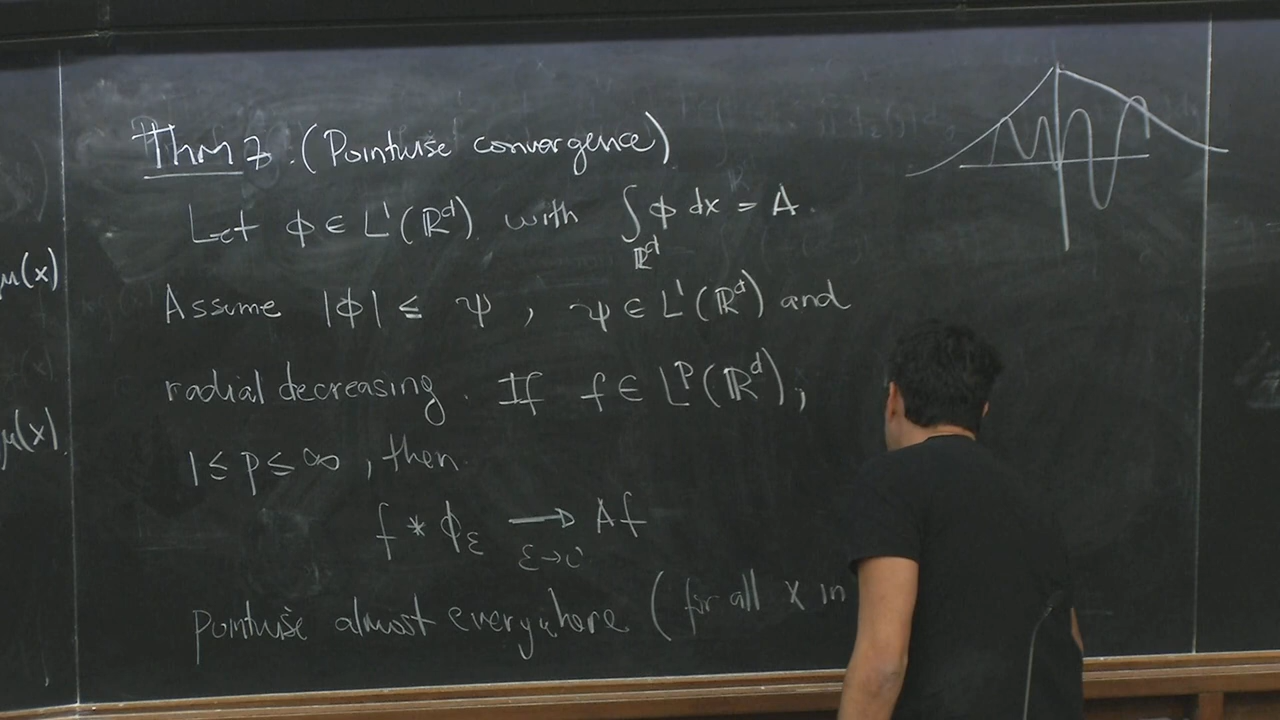 μ(x)
μ(x).
Thm 7. (Pointwise convergence)
Let ϕ ∈ L¹(ℝᵈ) with ∫_{ℝᵈ} ϕ dx = A.
Assume |ϕ| ≤ ψ, ψ ∈ L¹(ℝᵈ) and
radial decreasing. If f ∈ Lᵖ(ℝᵈ),
1 ≤ p ≤ ∞, then
f * ϕ_ε ⟶_{ε→0} Af
pointwise almost everywhere (for all x in